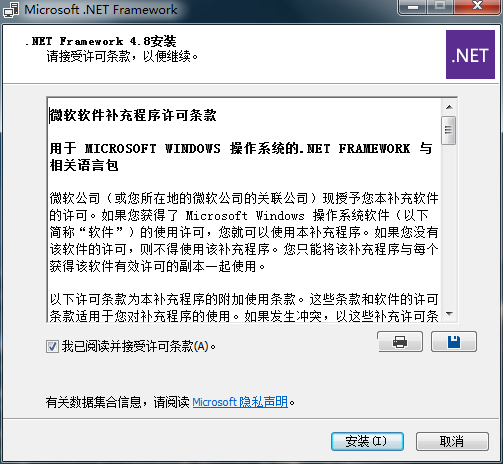 Microsoft .NET Framework
.NET Framework 4.8安装
请接受许可条款，以便继续。
.NET
微软软件补充程序许可条款
用于 MICROSOFT WINDOWS 操作系统的.NET FRAMEWORK 与
相关语言包
微软公司（或您所在地的微软公司的关联公司）现授予您本补充软件
的许可。如果您获得了 Microsoft Windows 操作系统软件（以下
简称“软件”）的使用许可，您就可以使用本补充程序。如果您没有
该软件的许可，则不得使用该补充程序。您只能将该补充程序与每个
获得该软件有效许可的副本一起使用。
以下许可条款为本补充程序的附加使用条款。这些条款和软件的许可
条款适用于您对补充程序的使用。如果发生冲突，以这些补充许可条
我已阅读并接受许可条款(A)。
有关数据集合信息，请阅读 Microsoft 隐私声明。
安装(I)
取消